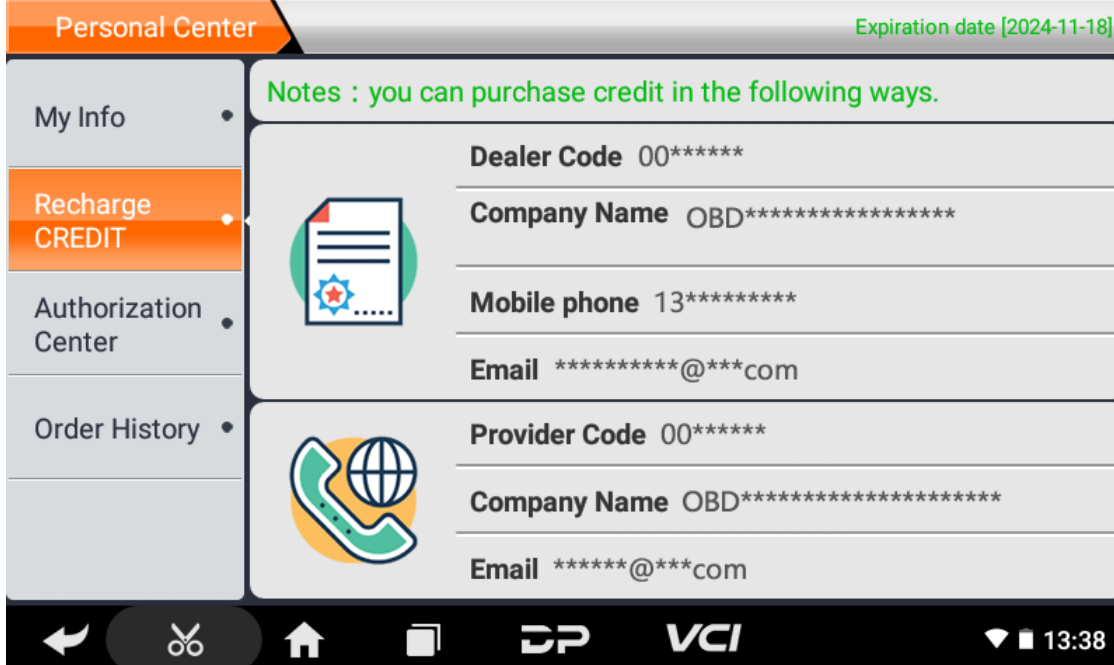 Personal Center
Expiration date [2024-11-18]
My Info
Recharge
CREDIT
Authorization
Center
Order History
Notes : you can purchase credit in the following ways.
Dealer Code 00******
Company Name OBD*****************
Mobile phone 13*********
Email **********@***com
Provider Code 00******
Company Name OBD*********************
Email ******@***com
DP
VCI
13:38